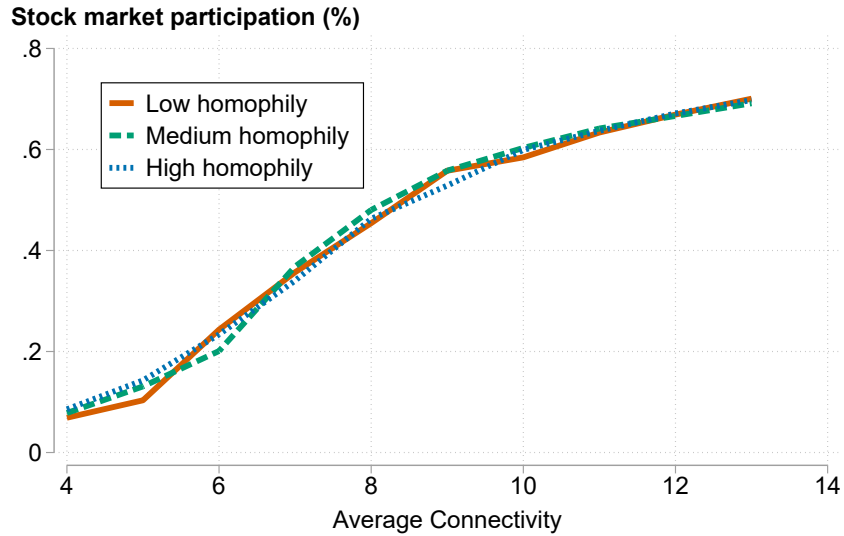 Stock market participation (%)
.8
Low homophily
Medium homophily
High homophily
.6
.4
.2
0
4 6 8 10 12 14
Average Connectivity